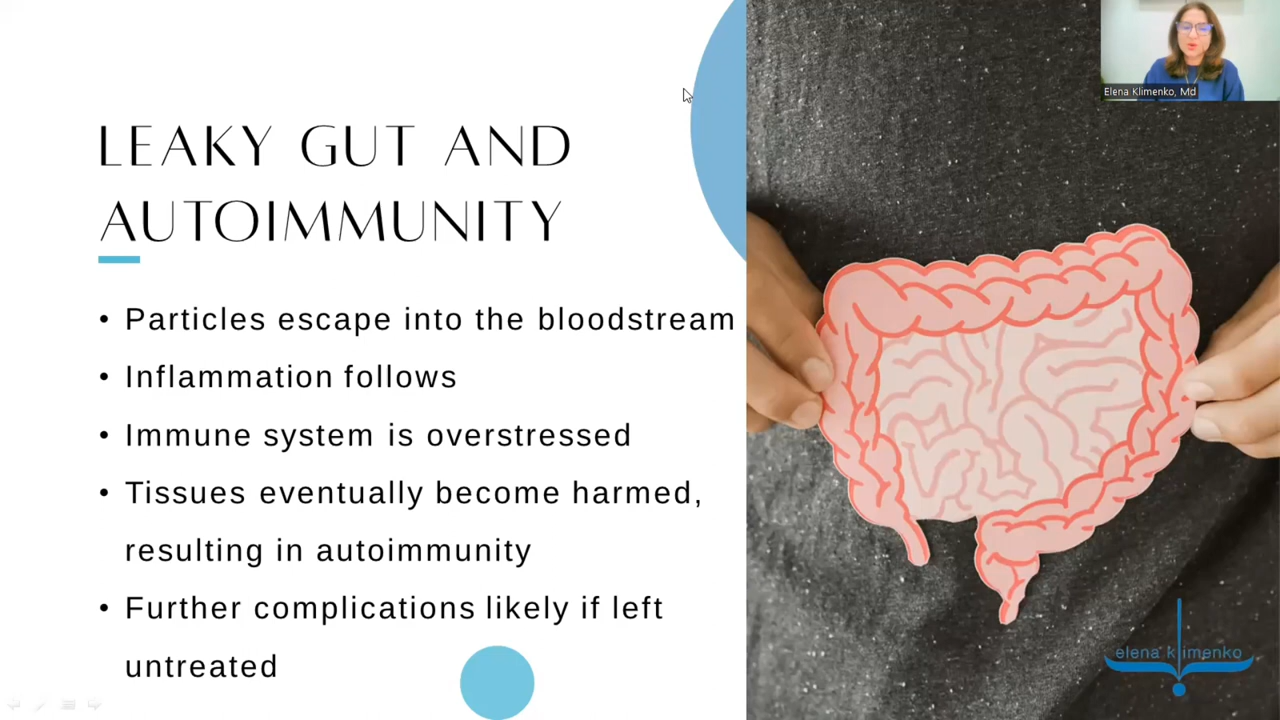 Elena Klimenko, Md
LEAKY GUT AND
AUTOIMMUNITY
• Particles escape into the bloodstream
• Inflammation follows
• Immune system is overstressed
• Tissues eventually become harmed,
resulting in autoimmunity
• Further complications likely if left
untreated
elena klimenko